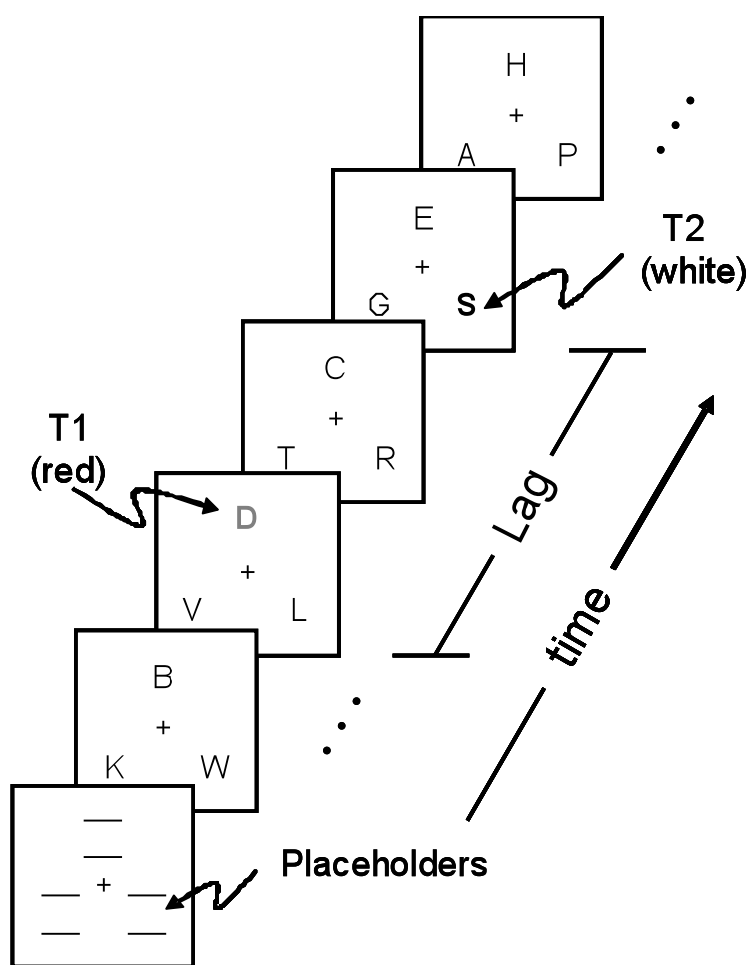 H
+
A P
E
+
G S
T2
(white)
C
+
T R
T1
(red)
D
+
V L
Lag
time
B
+
K W
+
Placeholders